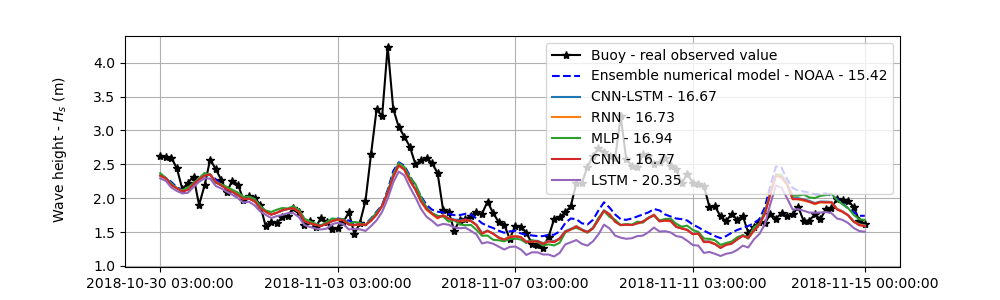 Wave height - Hs (m)
4.0
3.5
3.0
2.5
2.0
1.5
1.0
Buoy - real observed value
Ensemble numerical model - NOAA - 15.42
CNN-LSTM - 16.67
RNN - 16.73
MLP - 16.94
CNN - 16.77
LSTM - 20.35
2018-10-30 03:00:00 2018-11-03 03:00:00 2018-11-07 03:00:00 2018-11-11 03:00:00 2018-11-15 00:00:00